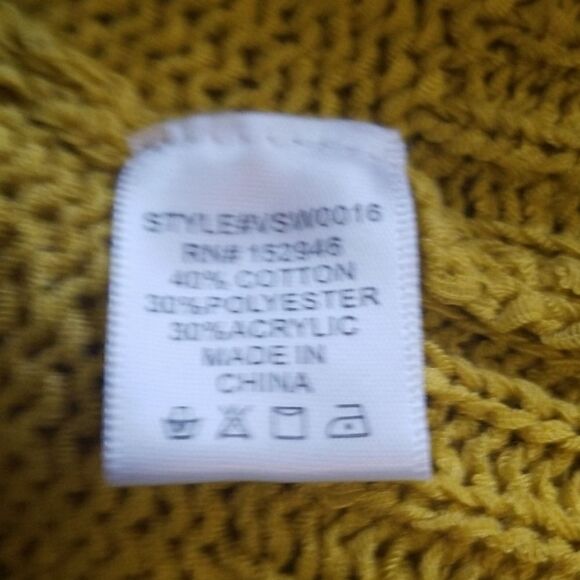 STYLE#VSW0016
RN# 152946
40% COTTON
30%POLYESTER
30%ACRYLIC
MADE IN
CHINA